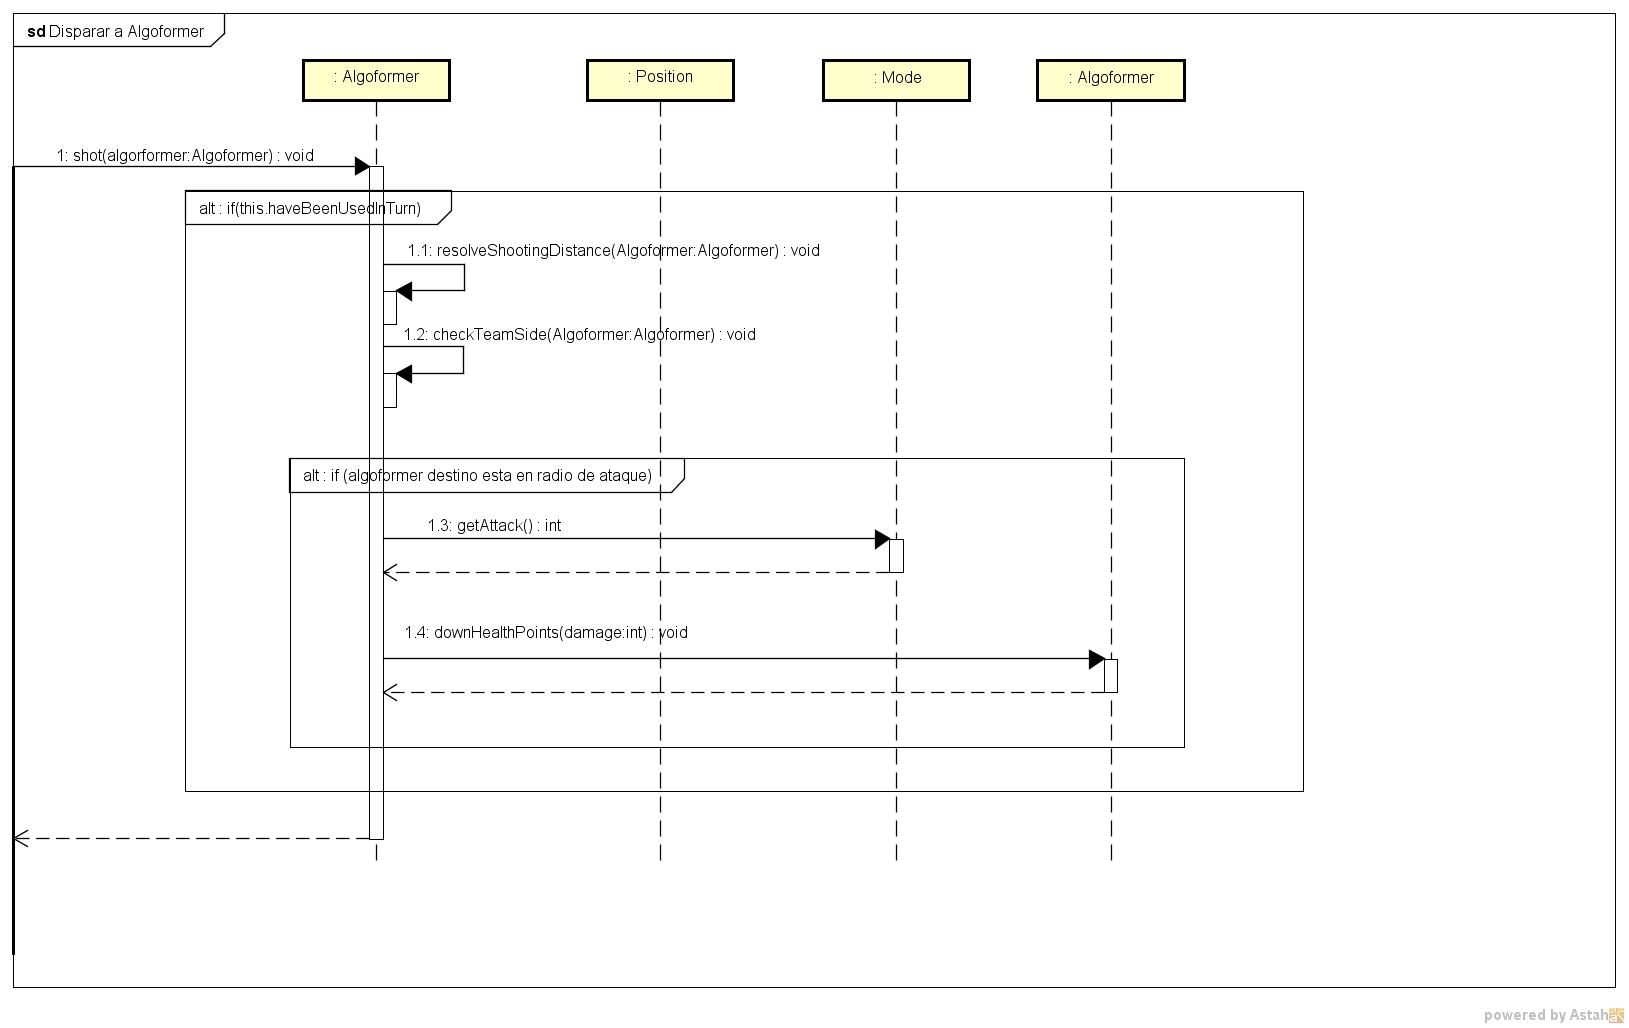 sd Disparar a Algoformer
: Algoformer
: Position
: Mode
: Algoformer
1: shot(algorformer:Algoformer) : void
alt : if(this.haveBeenUsedInTurn)
1.1: resolveShootingDistance(Algoformer:Algoformer) : void
1.2: checkTeamSide(Algoformer:Algoformer) : void
alt : if (algoformer destino esta en radio de ataque)
1.3: getAttack() : int
1.4: downHealthPoints(damage:int) : void
powered by Astah